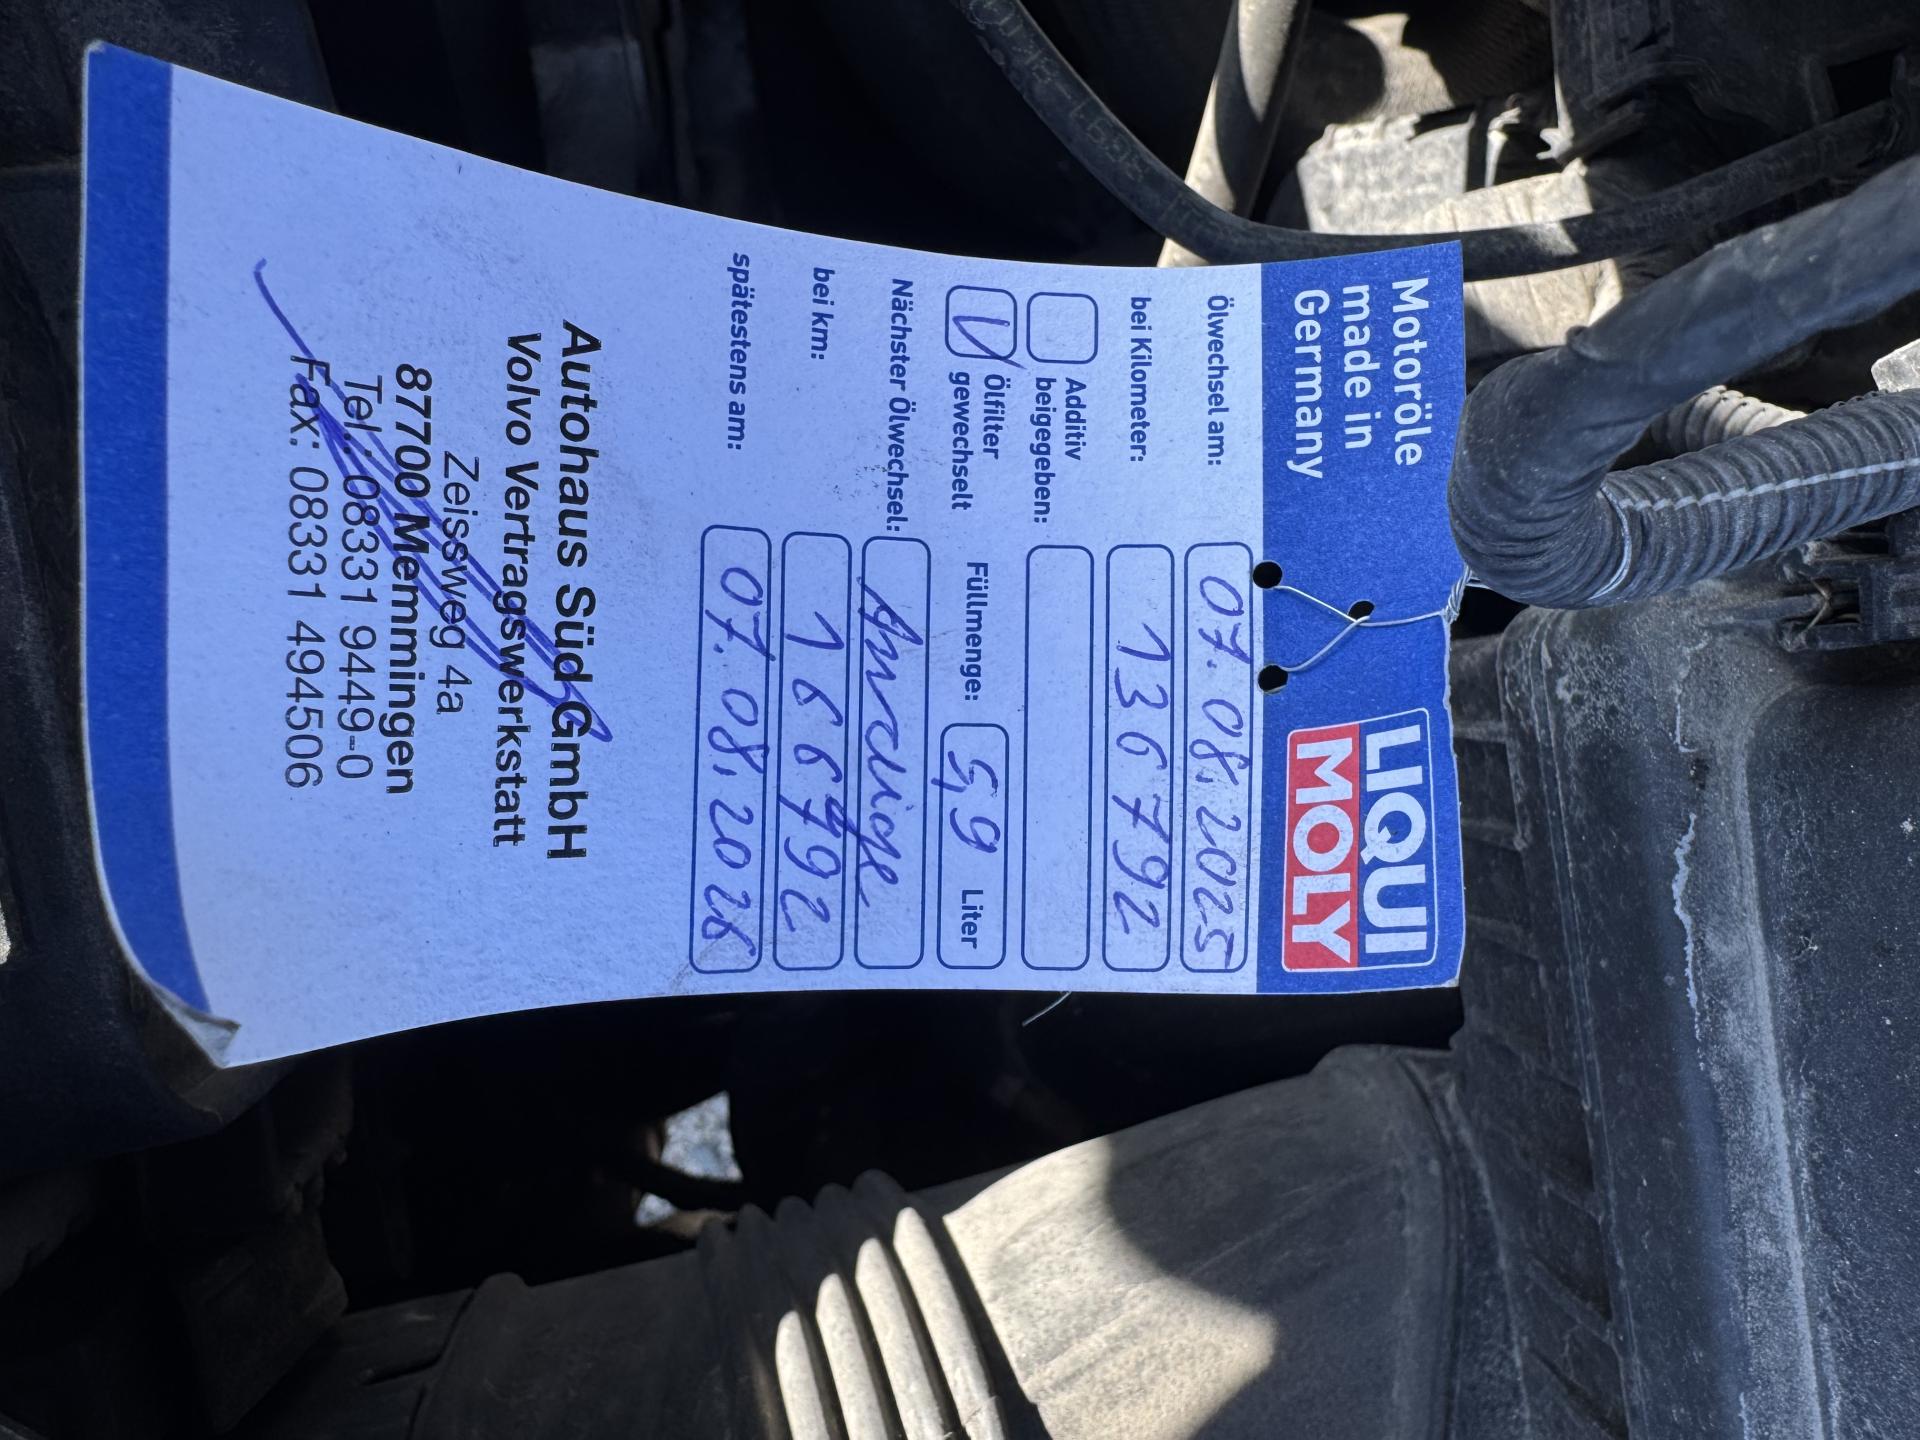 Motoröle
made in
Germany
LIQUI
MOLY
Ölwechsel am: 07.08.2025
bei Kilometer: 136792
Additiv
beigegeben:
Ölfilter
gewechselt
Füllmenge: 5,9 Liter
Nächster Ölwechsel: Anzeige
bei km: 166792
spätestens am: 07.08.2026
Autohaus Süd GmbH
Volvo Vertragswerkstatt
Zeissweg 4a
87700 Memmingen
Tel.: 08331 9449-0
Fax: 08331 494506